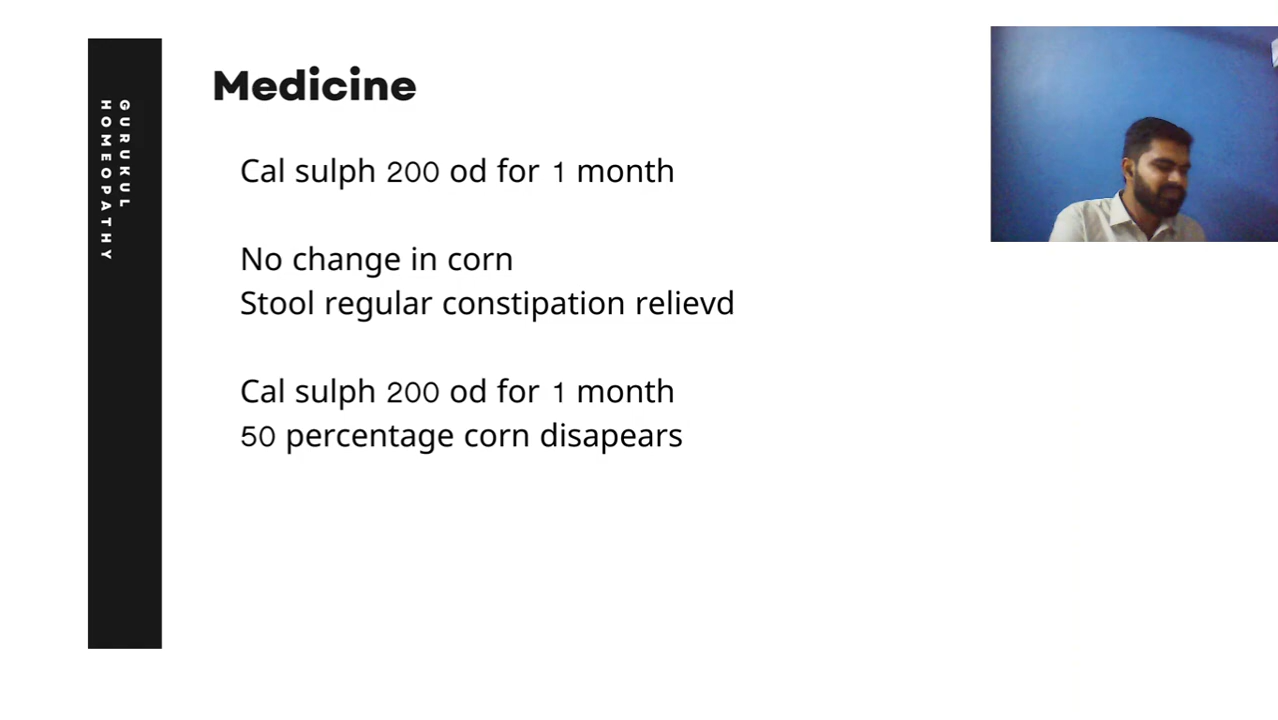 GURUKUL
HOMEOPATHY
Medicine
Cal sulph 200 od for 1 month
No change in corn
Stool regular constipation relievd
Cal sulph 200 od for 1 month
50 percentage corn disapears